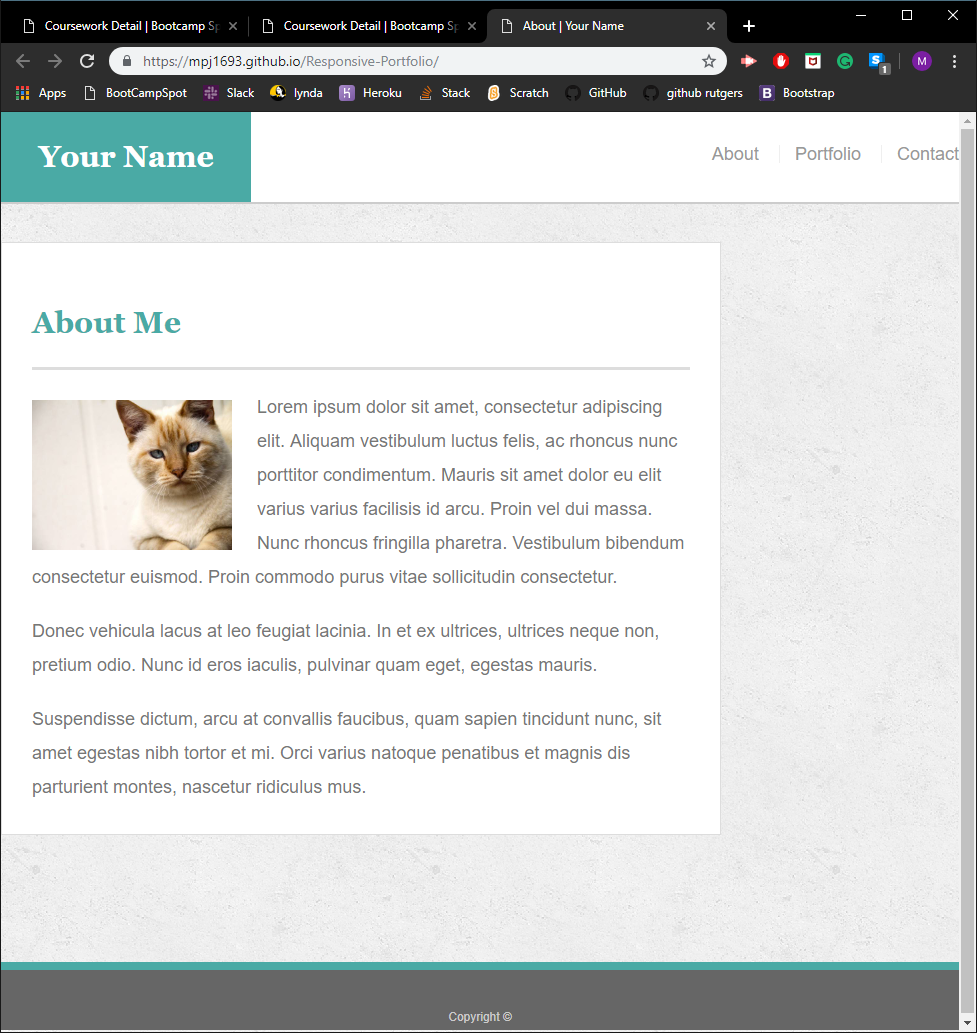 Coursework Detail | Bootcamp Sp
Coursework Detail | Bootcamp Sp
About | Your Name
https://mpj1693.github.io/Responsive-Portfolio/
1
M
Apps
BootCampSpot
Slack
lynda
Heroku
Stack
Scratch
GitHub
github rutgers
B Bootstrap
Your Name
About
Portfolio
Contact
About Me
Lorem ipsum dolor sit amet, consectetur adipiscing
elit. Aliquam vestibulum luctus felis, ac rhoncus nunc
porttitor condimentum. Mauris sit amet dolor eu elit
varius varius facilisis id arcu. Proin vel dui massa.
Nunc rhoncus fringilla pharetra. Vestibulum bibendum
consectetur euismod. Proin commodo purus vitae sollicitudin consectetur.
Donec vehicula lacus at leo feugiat lacinia. In et ex ultrices, ultrices neque non,
pretium odio. Nunc id eros iaculis, pulvinar quam eget, egestas mauris.
Suspendisse dictum, arcu at convallis faucibus, quam sapien tincidunt nunc, sit
amet egestas nibh tortor et mi. Orci varius natoque penatibus et magnis dis
parturient montes, nascetur ridiculus mus.
Copyright ©